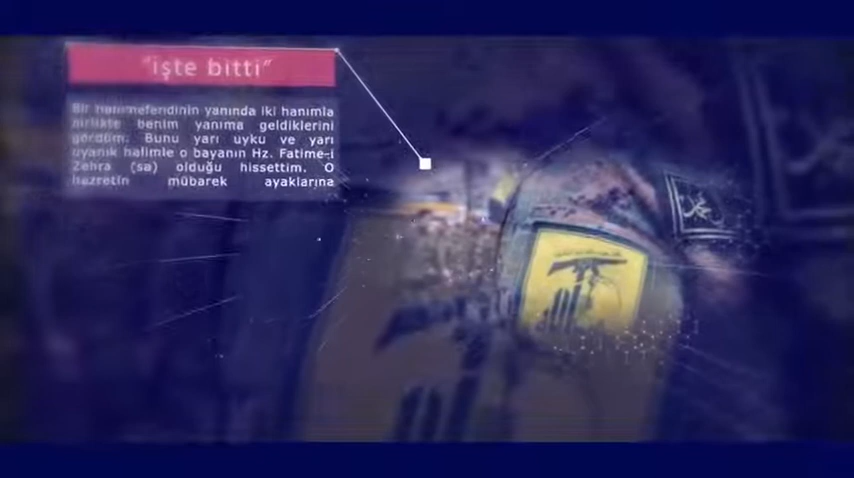 "işte bitti"
Bir hanımefendinin yanında iki hanımla
birlikte benim yanıma geldiklerini
gördüm. Bunu yarı uyku ve yarı
uyanık halimle o bayanın Hz. Fatime-i
Zehra (sa) olduğu hissettim. O
hazretin mübarek ayaklarına